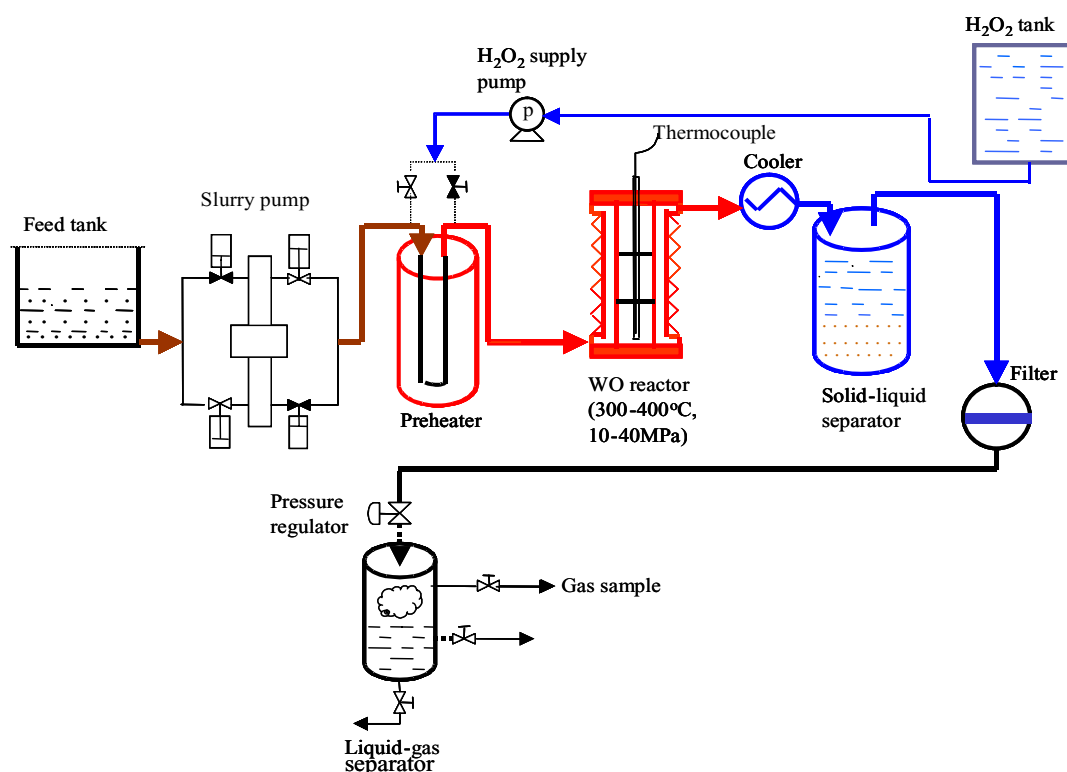 H₂O₂ tank
H₂O₂ supply
pump
p
Thermocouple
Cooler
Slurry pump
Feed tank
Preheater
WO reactor
(300-400°C,
10-40MPa)
Solid-liquid
separator
Filter
Pressure
regulator
Gas sample
Liquid-gas
separator